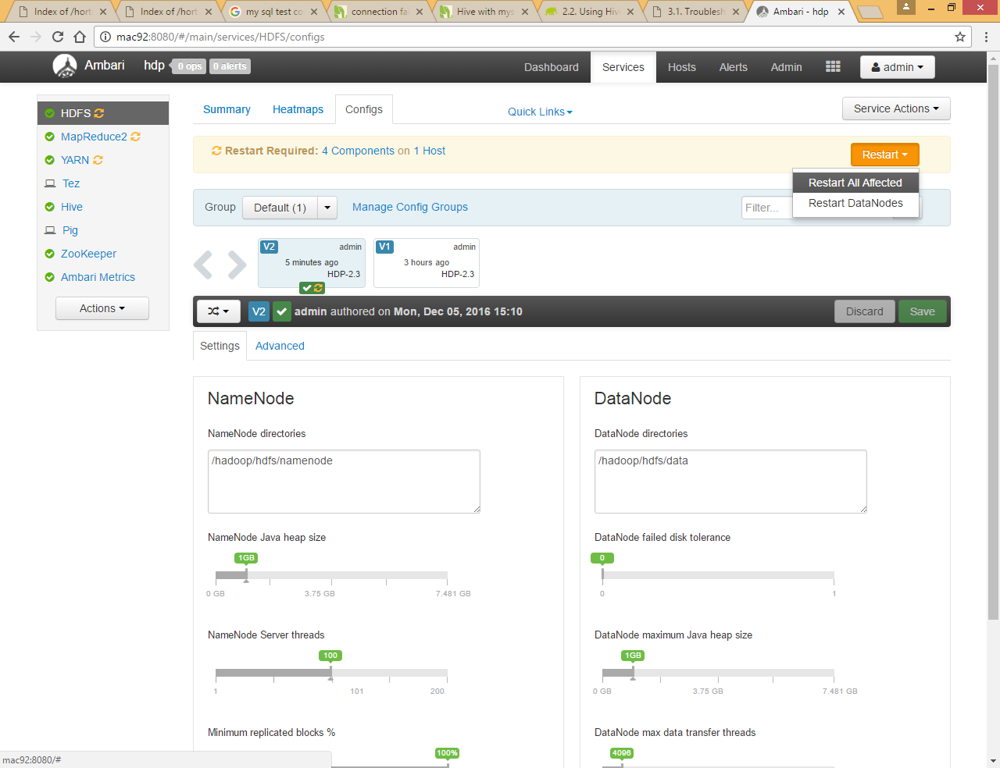 Index of /hort
Index of /hort
my sql test co
connection fai
Hive with mys
2.2. Using Hiv
3.1. Troublesh
Ambari - hdp
mac92:8080/#/main/services/HDFS/configs
Ambari hdp 0 ops 0 alerts
Dashboard Services Hosts Alerts Admin admin
HDFS
MapReduce2
YARN
Tez
Hive
Pig
ZooKeeper
Ambari Metrics
Actions
Summary Heatmaps Configs Quick Links Service Actions
Restart Required: 4 Components on 1 Host
Restart
Restart All Affected
Restart DataNodes
Group Default (1) Manage Config Groups Filter...
V2 admin
5 minutes ago
HDP-2.3
V1 admin
3 hours ago
HDP-2.3
V2 admin authored on Mon, Dec 05, 2016 15:10
Discard Save
Settings Advanced
NameNode
NameNode directories
/hadoop/hdfs/namenode
NameNode Java heap size
1GB
0 GB 3.75 GB 7.481 GB
NameNode Server threads
100
1 101 200
Minimum replicated blocks %
100%
DataNode
DataNode directories
/hadoop/hdfs/data
DataNode failed disk tolerance
0
0 1
DataNode maximum Java heap size
1GB
0 GB 3.75 GB 7.481 GB
DataNode max data transfer threads
4096
mac92:8080/#